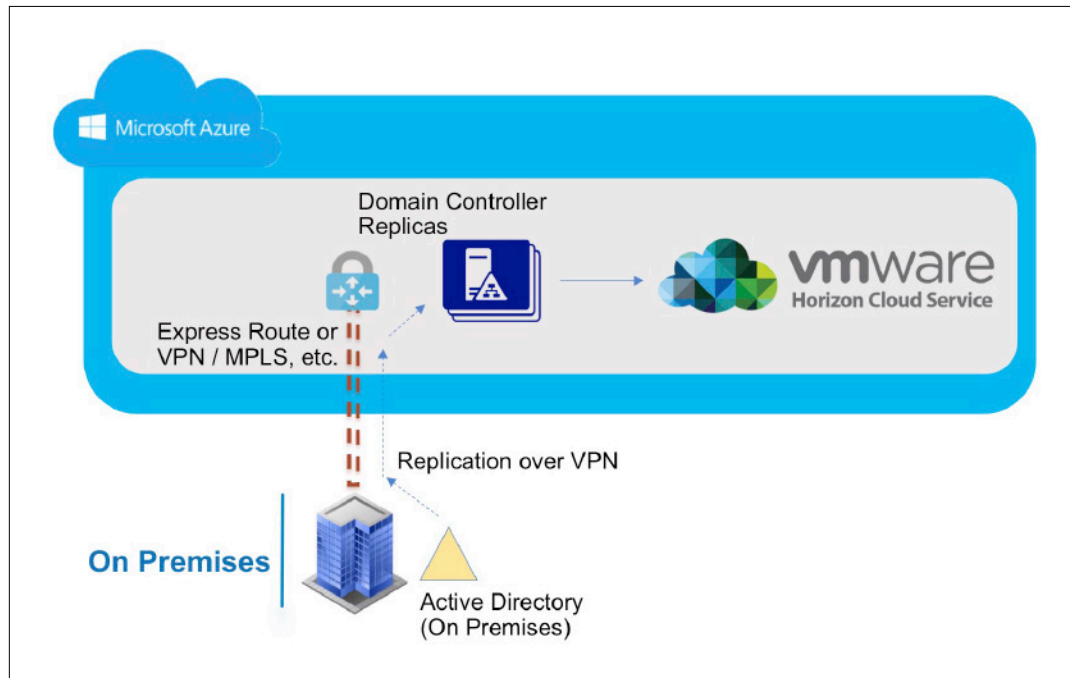 Microsoft Azure
Domain Controller
Replicas
vmware
Horizon Cloud Service
Express Route or
VPN / MPLS, etc.
Replication over VPN
On Premises
Active Directory
(On Premises)